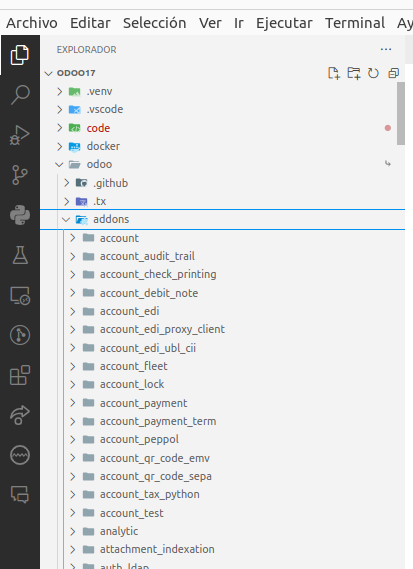 Archivo Editar Selección Ver Ir Ejecutar Terminal Ay
EXPLORADOR
ODOO17
.venv
.vscode
code
docker
odoo
.github
.tx
addons
account
account_audit_trail
account_check_printing
account_debit_note
account_edi
account_edi_proxy_client
account_edi_ubl_cii
account_fleet
account_lock
account_payment
account_payment_term
account_peppol
account_qr_code_emv
account_qr_code_sepa
account_tax_python
account_test
analytic
attachment_indexation
auth_ldap